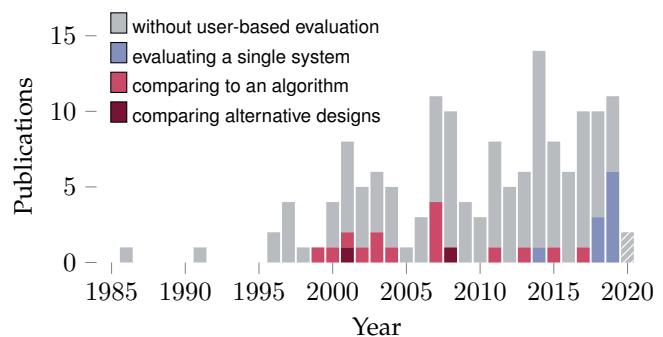 without user-based evaluation
evaluating a single system
comparing to an algorithm
comparing alternative designs
15
10
5
0
Publications
1985 1990 1995 2000 2005 2010 2015 2020
Year